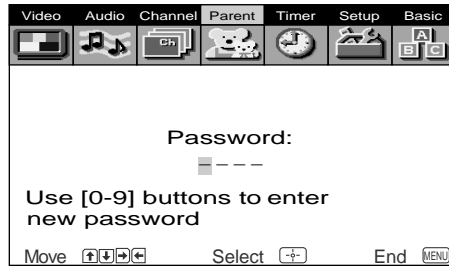 Video Audio Channel Parent Timer Setup Basic
Ch A B C
Password:
– – – –
Use [0-9] buttons to enter
new password
Move Select End MENU